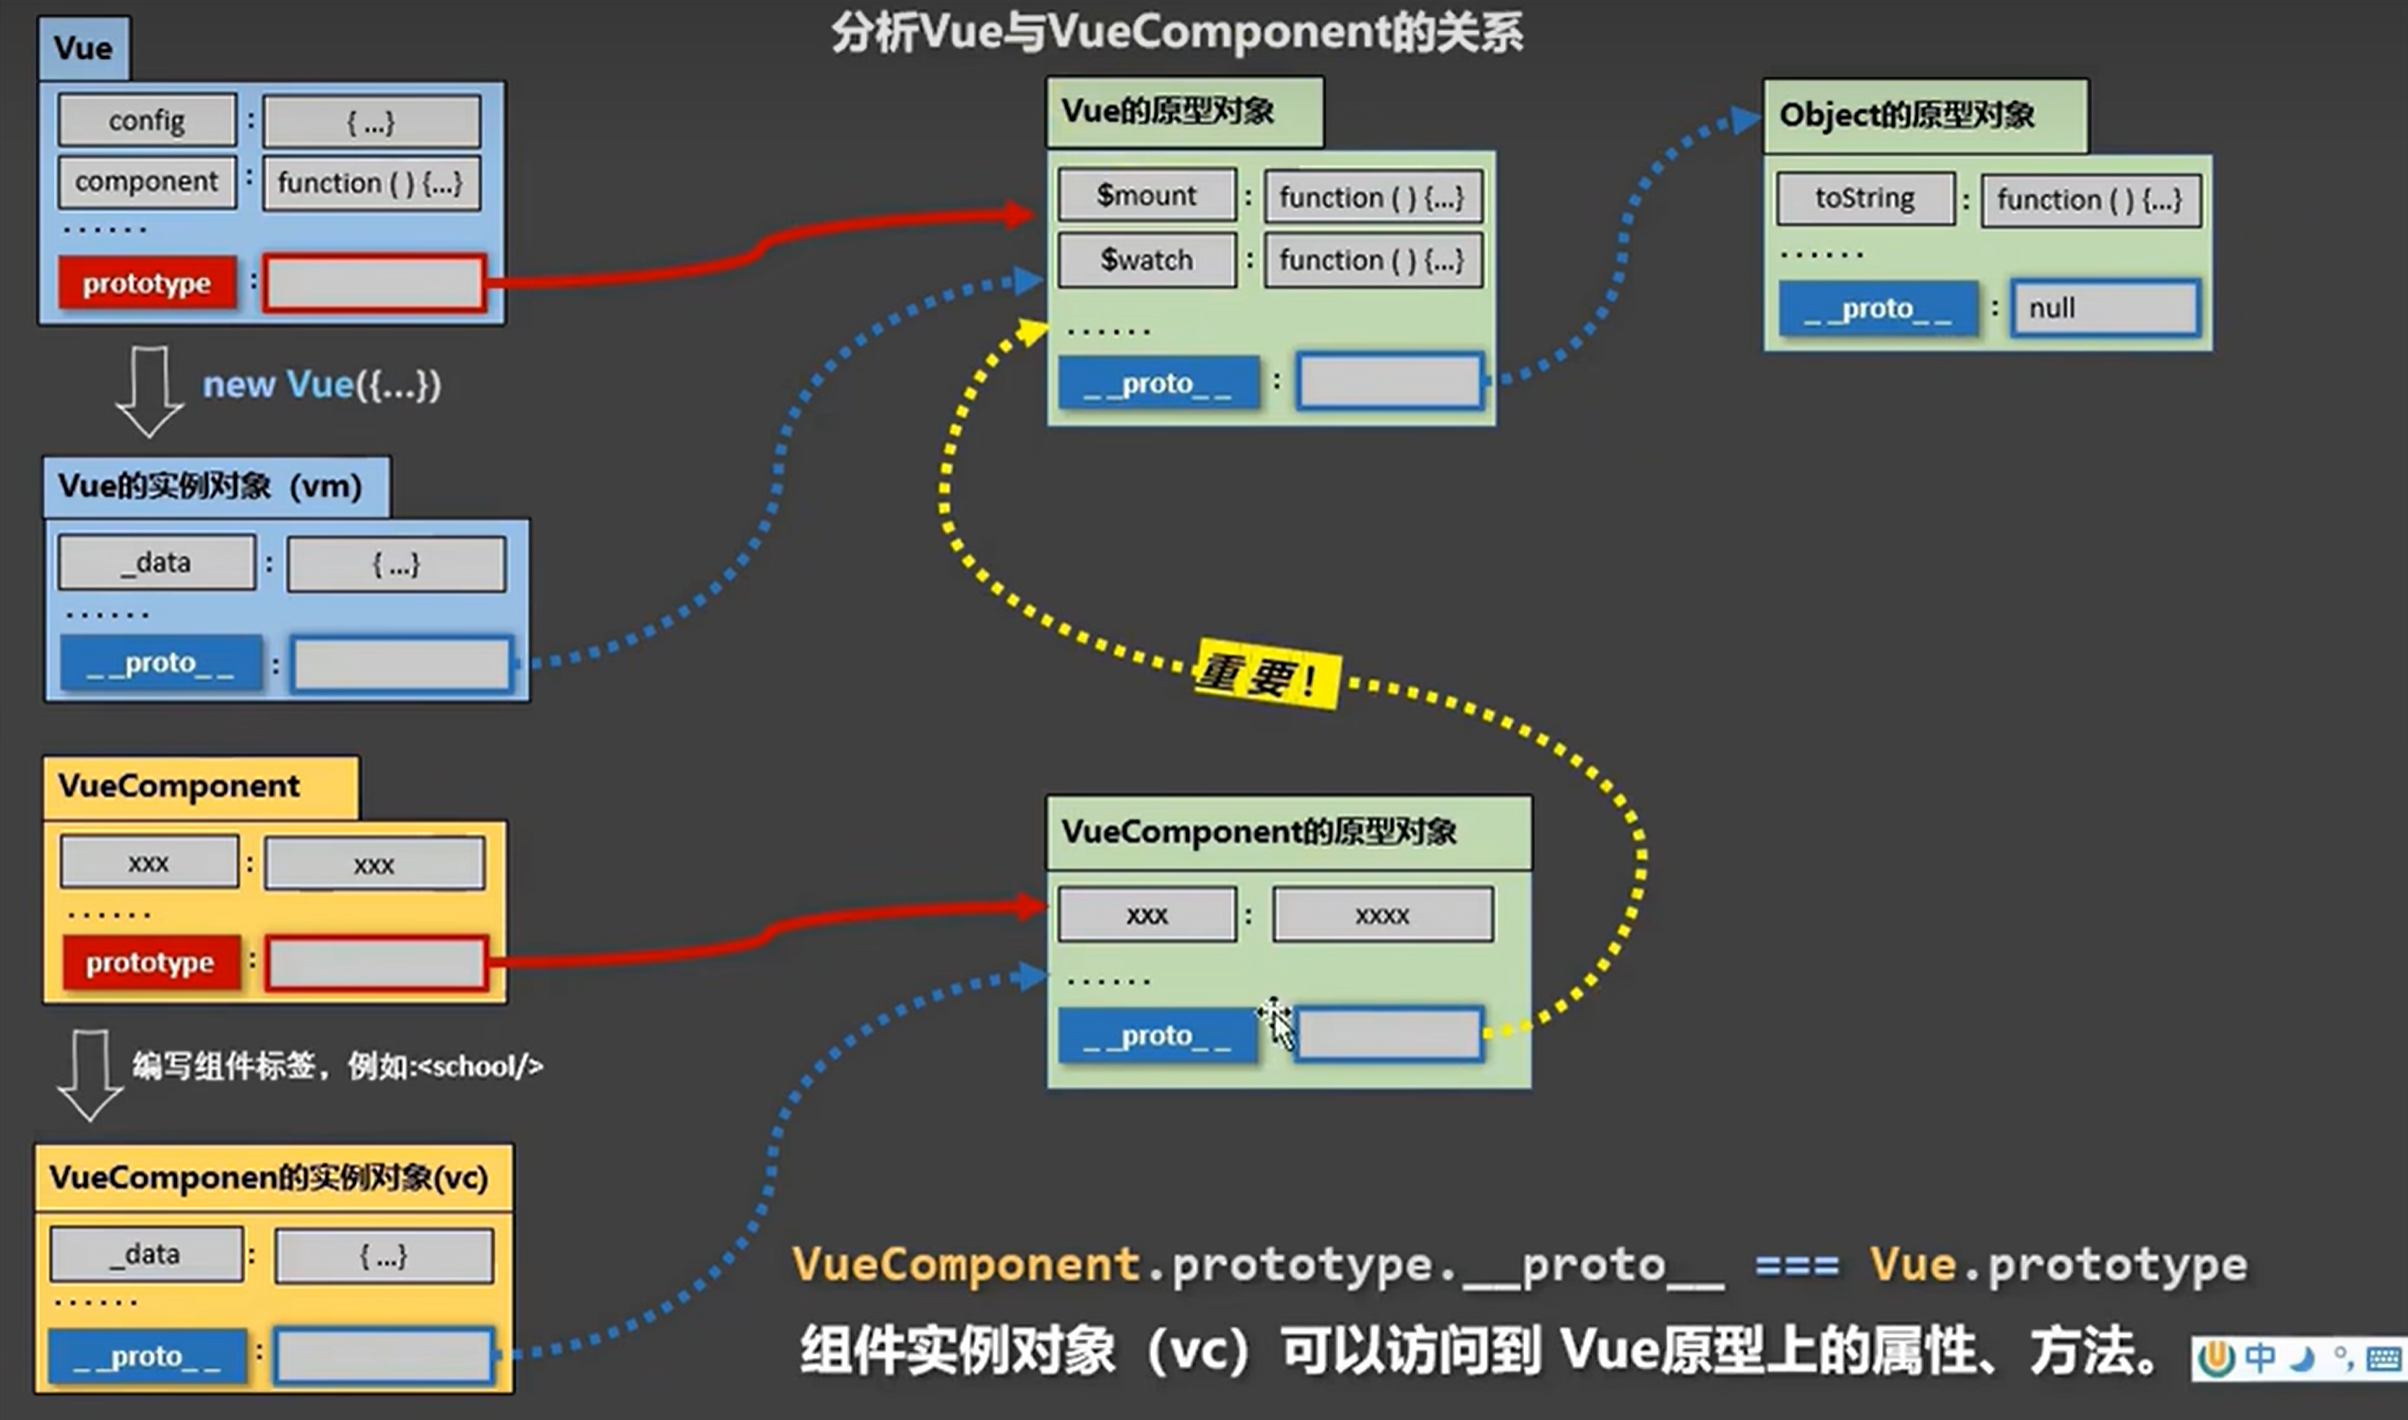 分析Vue与VueComponent的关系
Vue
config : { ...}
component : function ( ) {...}
......
prototype :
new Vue({...})
Vue的实例对象 (vm)
_data : { ...}
......
__proto__ :
VueComponent
xxx : xxx
......
prototype :
编写组件标签，例如:<school/>
VueComponen的实例对象(vc)
_data : { ...}
......
__proto__ :
Vue的原型对象
$mount : function ( ) {...}
$watch : function ( ) {...}
......
__proto__ :
Object的原型对象
toString : function ( ) {...}
......
__proto__ : null
重要！
VueComponent的原型对象
xxx : xxxx
......
__proto__
VueComponent.prototype.__proto__ === Vue.prototype
组件实例对象（vc）可以访问到 Vue原型上的属性、方法。
中